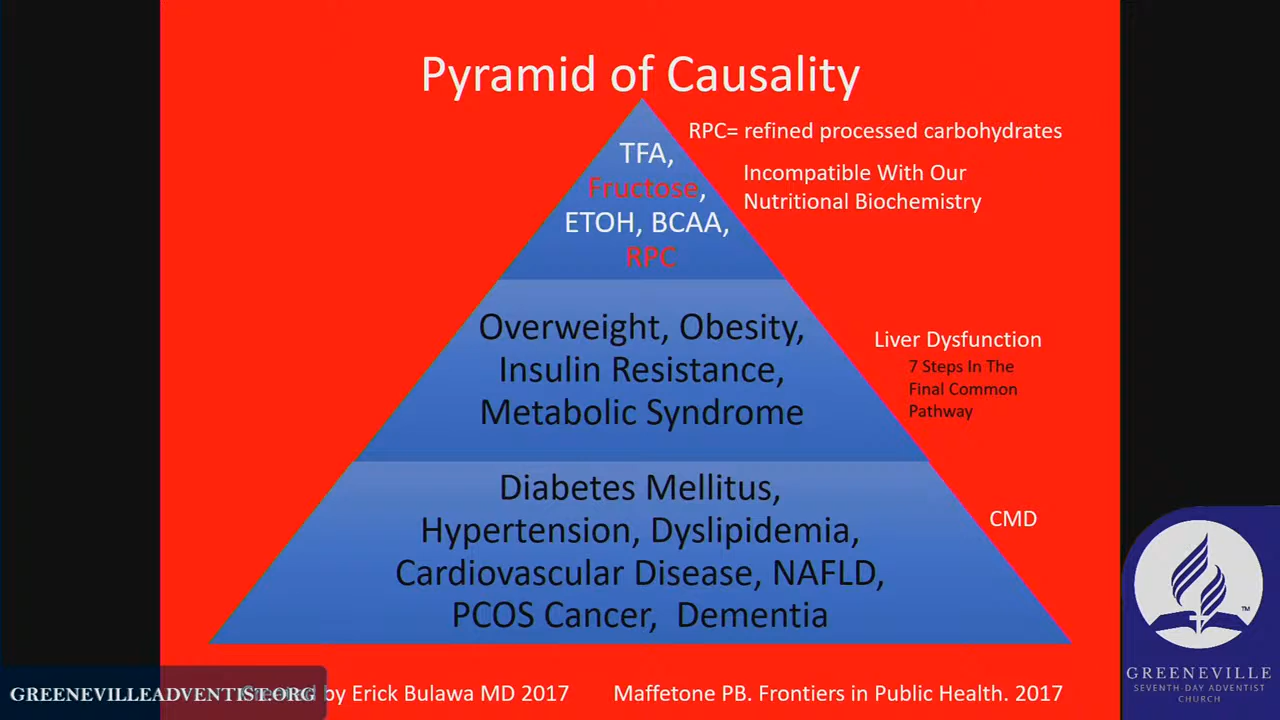 Pyramid of Causality
RPC= refined processed carbohydrates
TFA,
Fructose,
ETOH, BCAA,
RPC
Incompatible With Our
Nutritional Biochemistry
Overweight, Obesity,
Insulin Resistance,
Metabolic Syndrome
Liver Dysfunction
7 Steps In The
Final Common
Pathway
Diabetes Mellitus,
Hypertension, Dyslipidemia,
Cardiovascular Disease, NAFLD,
PCOS Cancer,  Dementia
CMD
GREENEVILLEADVENTIST.ORG
by Erick Bulawa MD 2017
Maffetone PB. Frontiers in Public Health. 2017
TM
GREENEVILLE
SEVENTH-DAY ADVENTIST
CHURCH